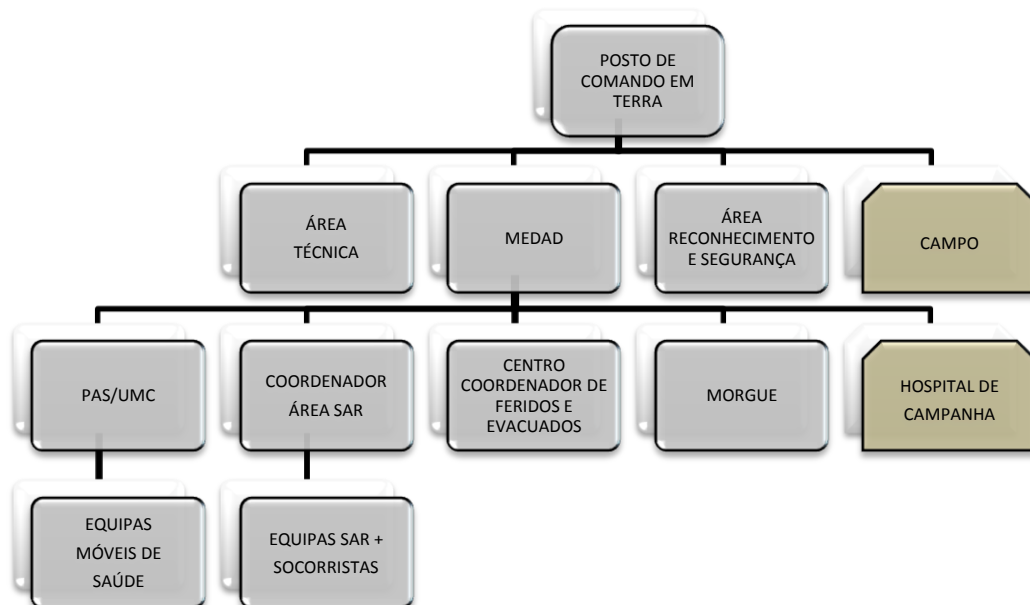 POSTO DE
COMANDO EM
TERRA
ÁREA
TÉCNICA
MEDAD
ÁREA
RECONHECIMENTO
E SEGURANÇA
CAMPO
PAS/UMC
COORDENADOR
ÁREA SAR
CENTRO
COORDENADOR DE
FERIDOS E
EVACUADOS
MORGUE
HOSPITAL DE
CAMPANHA
EQUIPAS
MÓVEIS DE
SAÚDE
EQUIPAS SAR +
SOCORRISTAS